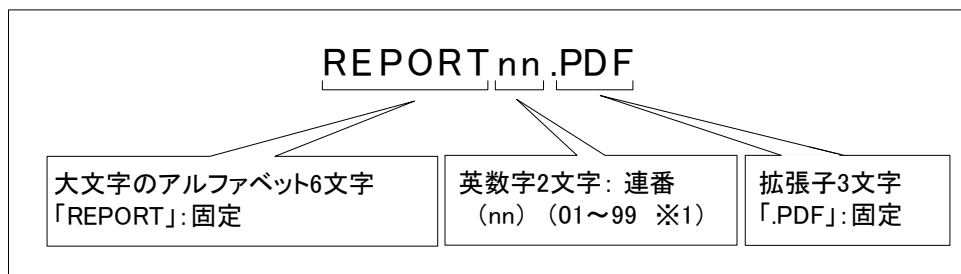 REPORTnn.PDF
大文字のアルファベット6文字
「REPORT」:固定
英数字2文字: 連番
(nn) (01～99 ※1)
拡張子3文字
「.PDF」:固定